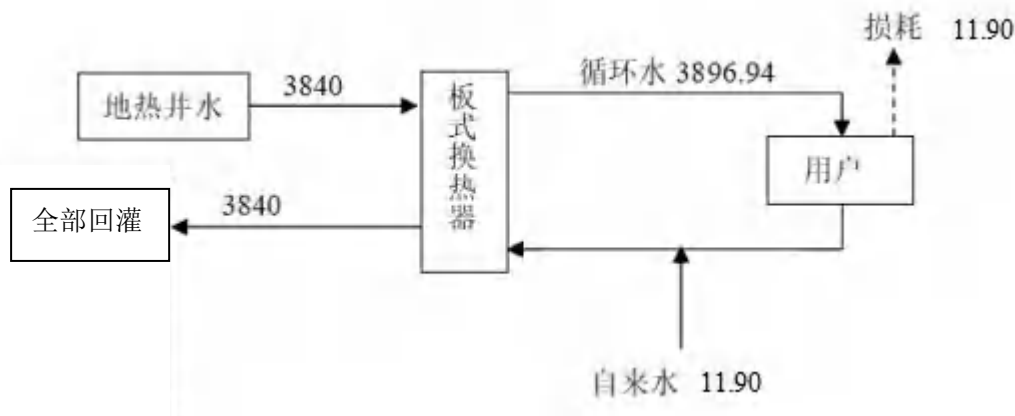 损耗 11.90
循环水 3896.94
3840
地热井水
板式换热器
用户
全部回灌
3840
自来水 11.90